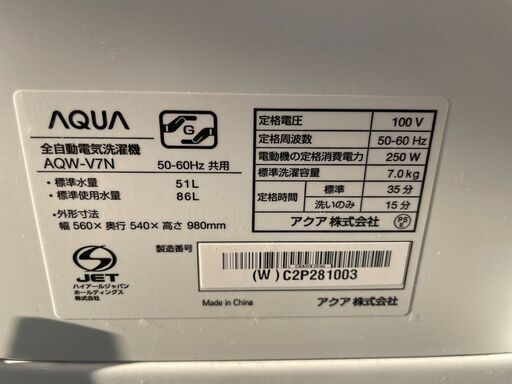 AQUA
G
全自動電気洗濯機
AQW-V7N
50-60Hz 共用
・標準水量 51L
・標準使用水量 86L
・外形寸法
幅 560×奥行 540×高さ 980mm
定格電圧 100 V
定格周波数 50-60 Hz
電動機の定格消費電力 250 W
標準洗濯容量 7.0 kg
定格時間 標準 35 分
洗いのみ 15 分
アクア 株式会社
PS
E
S
JET
ハイアールジャパン
ホールディングス
株式会社
製造番号
(W) C2P281003
Made in China
アクア 株式会社